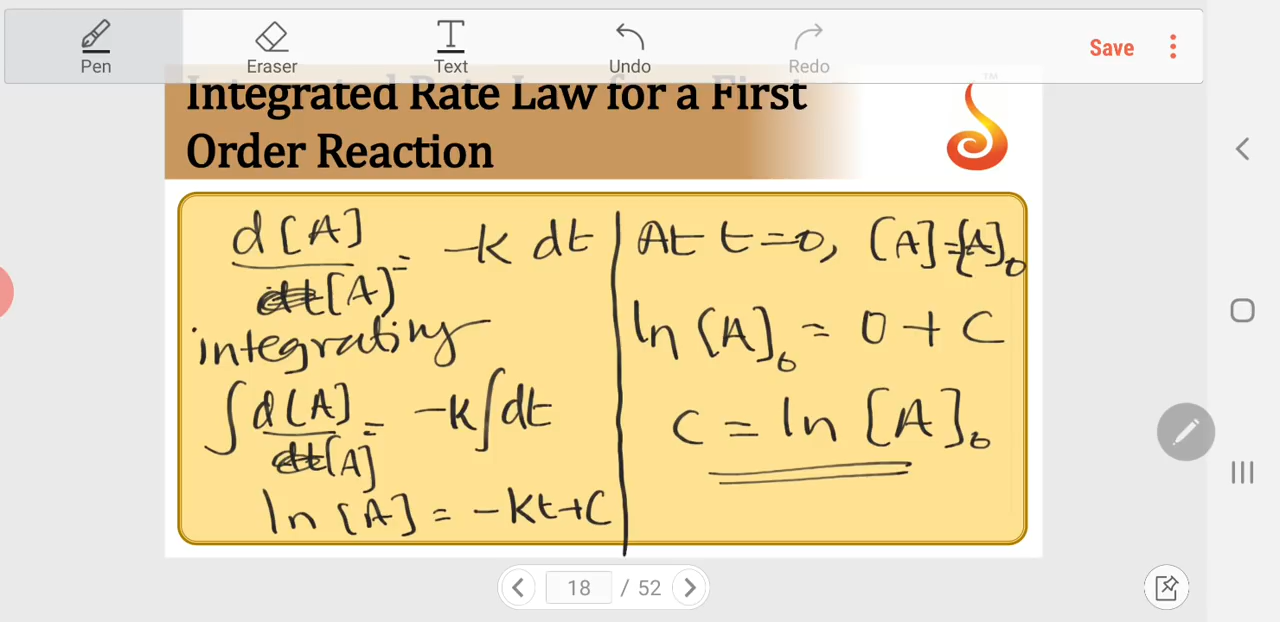 Pen
Eraser
Text
Undo
Redo
Save
™
Integrated Rate Law for a First
Order Reaction
d[A]/[A] = -K dt
integrating
∫ d[A]/[A] = -K∫dt
ln [A] = -Kt+C
At t=0, [A]=[A]₀
ln [A]₀ = 0 + C
C = ln [A]₀
18 / 52